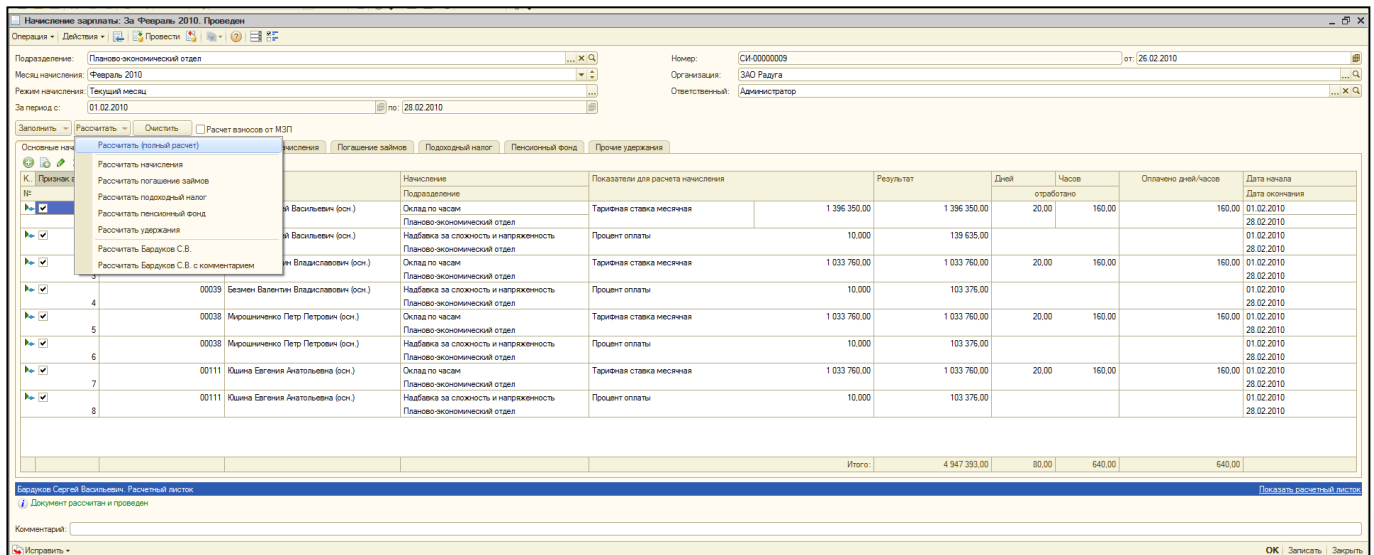 Начисление зарплаты: За Февраль 2010. Проведен
Операция Действия Провести
Подразделение: Планово-экономический отдел ... Номер: СИ-00000009 от: 26.02.2010
Месяц начисления: Февраль 2010 Организация: ЗАО Радуга ...
Режим начисления: Текущий месяц ... Ответственный: Администратор ...
За период с: 01.02.2010 по: 28.02.2010
Заполнить Рассчитать Очистить Расчет взносов от МЗП
Рассчитать (полный расчет)
Рассчитать начисления
Рассчитать погашение займов
Рассчитать подоходный налог
Рассчитать пенсионный фонд
Рассчитать удержания
Рассчитать Бардуков С.В.
Рассчитать Бардуков С.В. с комментарием
Основные нач числения Погашение займов Подоходный налог Пенсионный фонд Прочие удержания
К.. Признак Начисление Показатели для расчета начисления Результат Дней Часов Оплачено дней/часов Дата начала
№ Подразделение отработано Дата окончания
й Васильевич (осн.) Оклад по часам Тарифная ставка месячная 1 396 350,00 1 396 350,00 20,00 160,00 160,00 01.02.2010
Планово-экономический отдел 28.02.2010
й Васильевич (осн.) Надбавка за сложность и напряженность Процент оплаты 10,000 139 635,00 01.02.2010
Планово-экономический отдел 28.02.2010
ин Владиславович (осн.) Оклад по часам Тарифная ставка месячная 1 033 760,00 1 033 760,00 20,00 160,00 160,00 01.02.2010
3 Планово-экономический отдел 28.02.2010
00039 Безмен Валентин Владиславович (осн.) Надбавка за сложность и напряженность Процент оплаты 10,000 103 376,00 01.02.2010
4 Планово-экономический отдел 28.02.2010
00038 Мирошниченко Петр Петрович (осн.) Оклад по часам Тарифная ставка месячная 1 033 760,00 1 033 760,00 20,00 160,00 160,00 01.02.2010
5 Планово-экономический отдел 28.02.2010
00038 Мирошниченко Петр Петрович (осн.) Надбавка за сложность и напряженность Процент оплаты 10,000 103 376,00 01.02.2010
6 Планово-экономический отдел 28.02.2010
00111 Юшина Евгения Анатольевна (осн.) Оклад по часам Тарифная ставка месячная 1 033 760,00 1 033 760,00 20,00 160,00 160,00 01.02.2010
7 Планово-экономический отдел 28.02.2010
00111 Юшина Евгения Анатольевна (осн.) Надбавка за сложность и напряженность Процент оплаты 10,000 103 376,00 01.02.2010
8 Планово-экономический отдел 28.02.2010
Итого: 4 947 393,00 80,00 640,00 640,00
Бардуков Сергей Васильевич. Расчетный листок Показать расчетный листок
Документ рассчитан и проведен
Комментарий:
Исправить OK Записать Закрыть